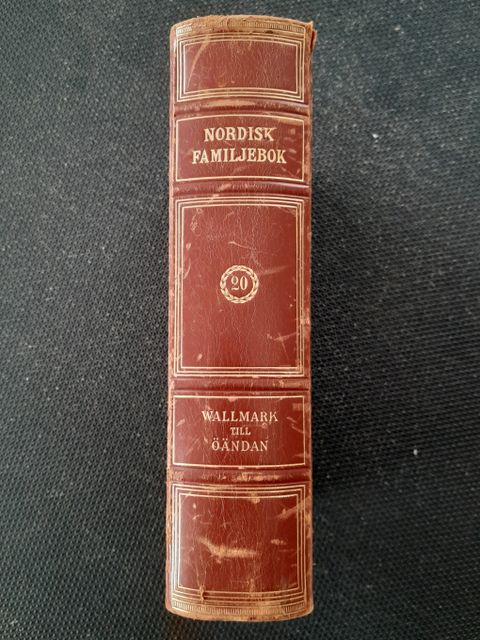 NORDISK
FAMILJEBOK
20
WALLMARK
TILL
ÖÄNDAN